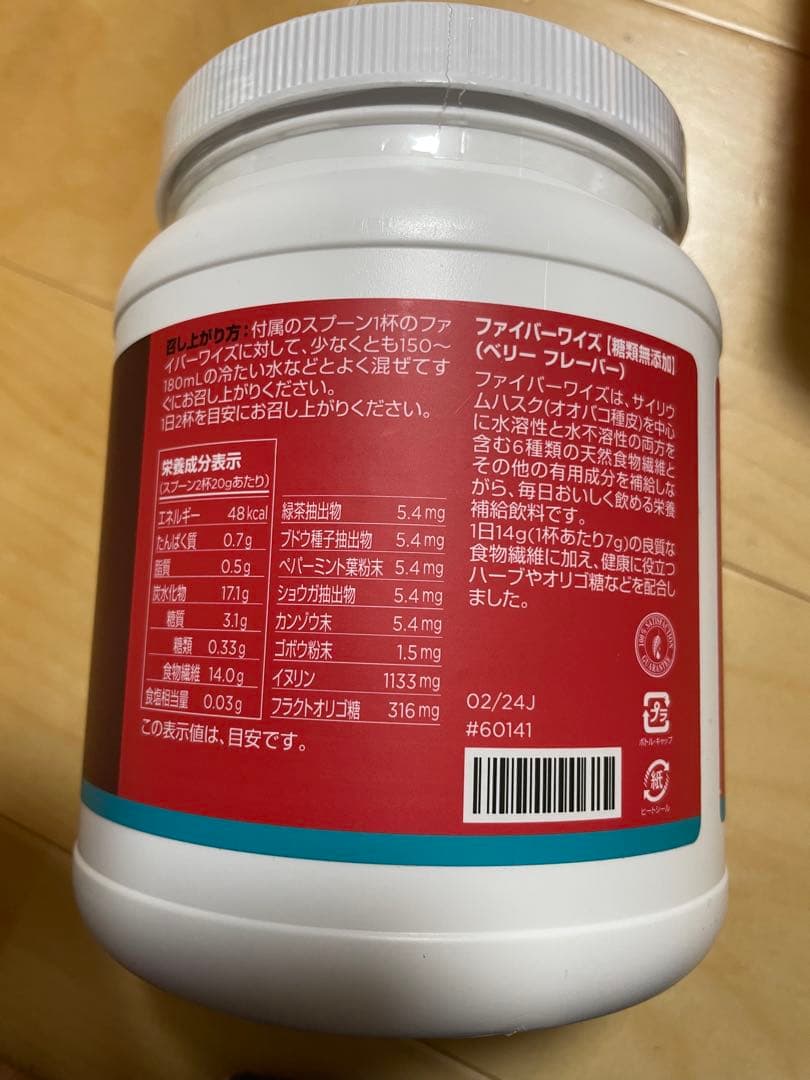 召し上がり方：付属のスプーン1杯のファ
イバーワイズに対して、少なくとも150～
180mLの冷たい水などとよく混ぜてす
ぐにお召し上がりください。
1日2杯を目安にお召し上がりください。
栄養成分表示
(スプーン2杯20gあたり)
エネルギー 48kcal
たんぱく質 0.7g
脂質 0.5g
炭水化物 17.1g
糖質 3.1g
糖類 0.33g
食物繊維 14.0g
食塩相当量 0.03g
緑茶抽出物 5.4mg
ブドウ種子抽出物 5.4mg
ペパーミント葉粉末 5.4mg
ショウガ抽出物 5.4mg
カンゾウ末 5.4mg
ゴボウ粉末 1.5mg
イヌリン 1133mg
フラクトオリゴ糖 316mg
この表示値は、目安です。
ファイバーワイズ【糖類無添加】
(ベリー フレーバー)
ファイバーワイズは、サイリウ
ムハスク(オオバコ種皮)を中心
に水溶性と水不溶性の両方を
含む6種類の天然食物繊維と
その他の有用成分を補給しな
がら、毎日おいしく飲める栄養
補給飲料です。
1日14g(1杯あたり7g)の良質な
食物繊維に加え、健康に役立つ
ハーブやオリゴ糖などを配合し
ました。
100% SATISFACTION
GUARANTEE
02/24J
#60141
プラ
ボトル・キャップ
紙
ヒートシール